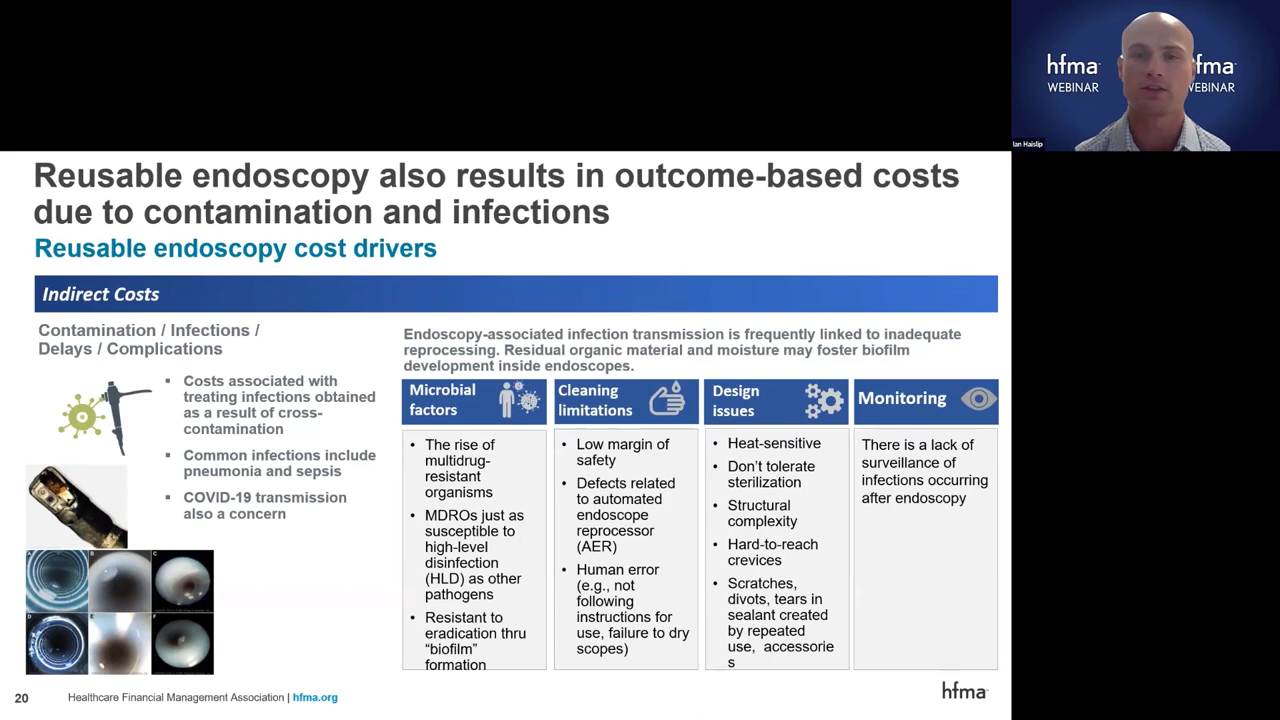 hfma
WEBINAR
fma
WEBINAR
Ian Haislip
Reusable endoscopy also results in outcome-based costs
due to contamination and infections
Reusable endoscopy cost drivers
Indirect Costs
Contamination / Infections /
Delays / Complications
▪ Costs associated with
treating infections obtained
as a result of cross-
contamination
▪ Common infections include
pneumonia and sepsis
▪ COVID-19 transmission
also a concern
A
B
C
D
E
F
Endoscopy-associated infection transmission is frequently linked to inadequate
reprocessing. Residual organic material and moisture may foster biofilm
development inside endoscopes.
Microbial
factors
• The rise of
multidrug-
resistant
organisms
• MDROs just as
susceptible to
high-level
disinfection
(HLD) as other
pathogens
• Resistant to
eradication thru
“biofilm”
formation
Cleaning
limitations
• Low margin of
safety
• Defects related
to automated
endoscope
reprocessor
(AER)
• Human error
(e.g., not
following
instructions for
use, failure to dry
scopes)
Design
issues
• Heat-sensitive
• Don’t tolerate
sterilization
• Structural
complexity
• Hard-to-reach
crevices
• Scratches,
divots, tears in
sealant created
by repeated
use, accessorie
s
Monitoring
There is a lack of
surveillance of
infections occurring
after endoscopy
20
Healthcare Financial Management Association | hfma.org
hfma